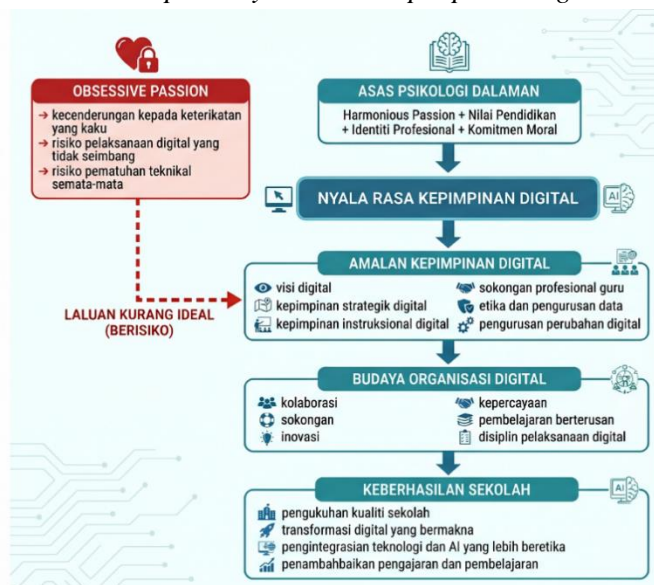 OBSESSIVE PASSION
→ kecenderungan kepada keterikatan
yang kaku
→ risiko pelaksanaan digital yang
tidak seimbang
→ risiko pematuhan teknikal
semata-mata
LALUAN KURANG IDEAL
(BERISIKO)
ASAS PSIKOLOGI DALAMAN
Harmonious Passion + Nilai Pendidikan
+ Identiti Profesional + Komitmen Moral
NYALA RASA KEPIMPINAN DIGITAL
AI
AMALAN KEPIMPINAN DIGITAL
visi digital
kepimpinan strategik digital
kepimpinan instruksional digital
sokongan profesional guru
etika dan pengurusan data
pengurusan perubahan digital
BUDAYA ORGANISASI DIGITAL
kolaborasi
sokongan
inovasi
kepercayaan
pembelajaran berterusan
disiplin pelaksanaan digital
KEBERHASILAN SEKOLAH
AI
pengukuhan kualiti sekolah
transformasi digital yang bermakna
pengintegrasian teknologi dan AI yang lebih beretika
penambahbaikan pengajaran dan pembelajaran